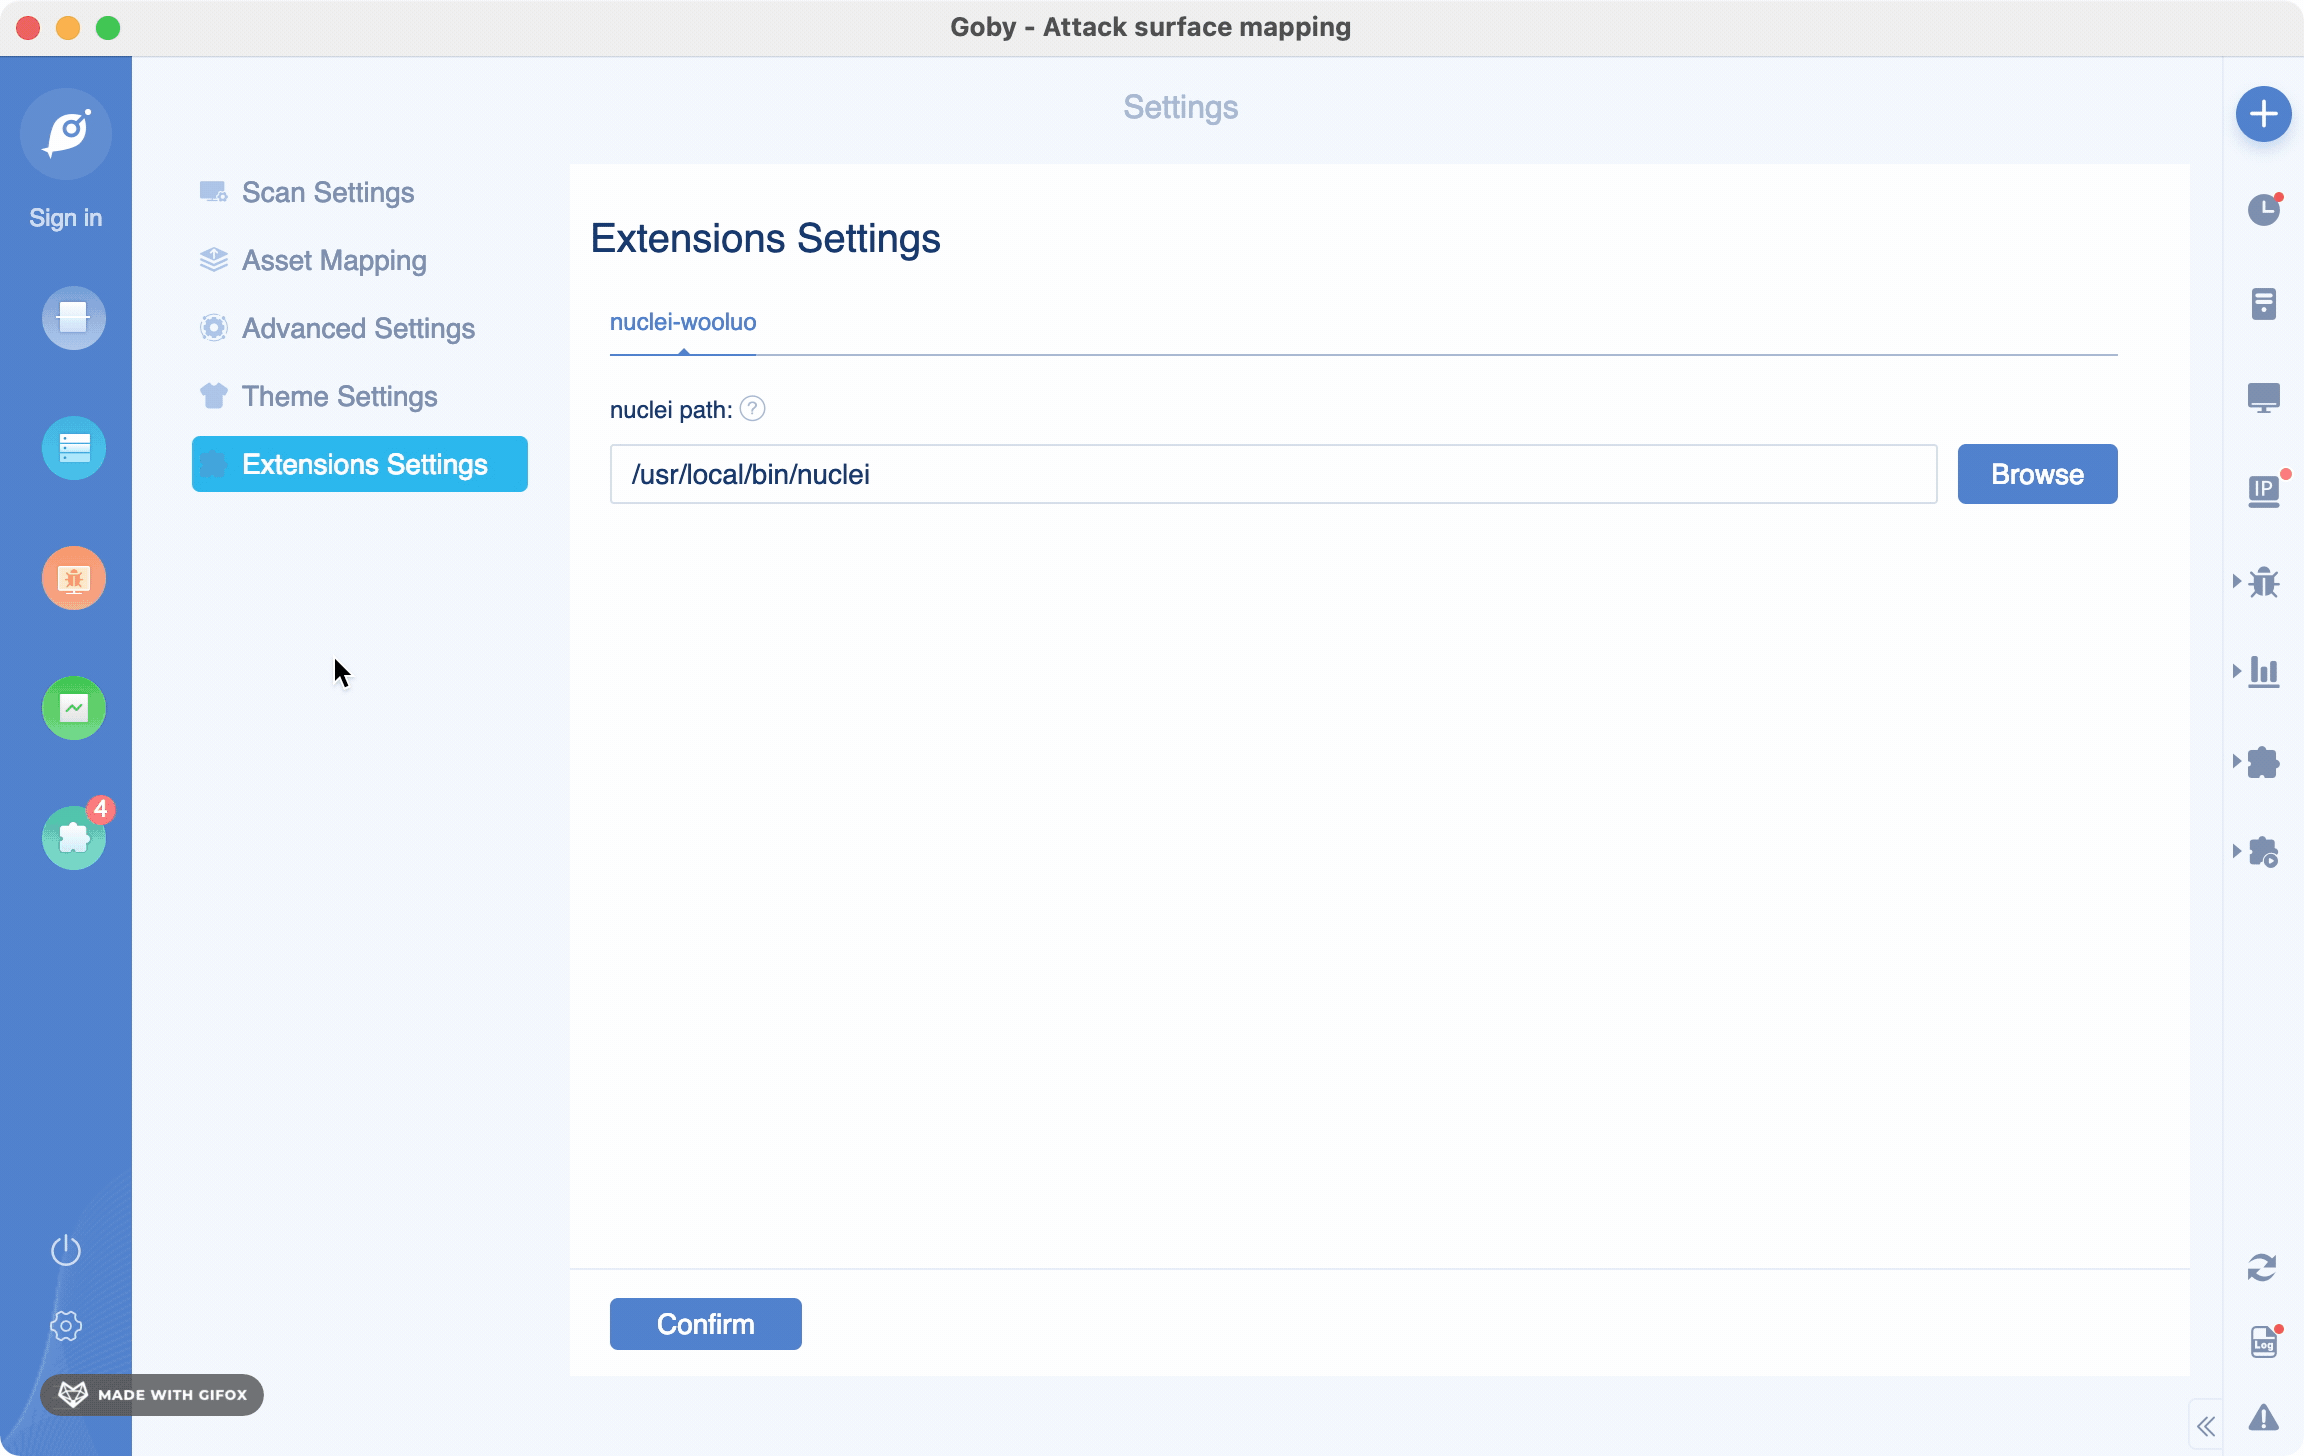 Goby - Attack surface mapping
Settings
Sign in
Scan Settings
Asset Mapping
Advanced Settings
Theme Settings
Extensions Settings
4
Extensions Settings
nuclei-wooluo
nuclei path: ?
/usr/local/bin/nuclei
Browse
Confirm
IP
Log
MADE WITH GIFOX